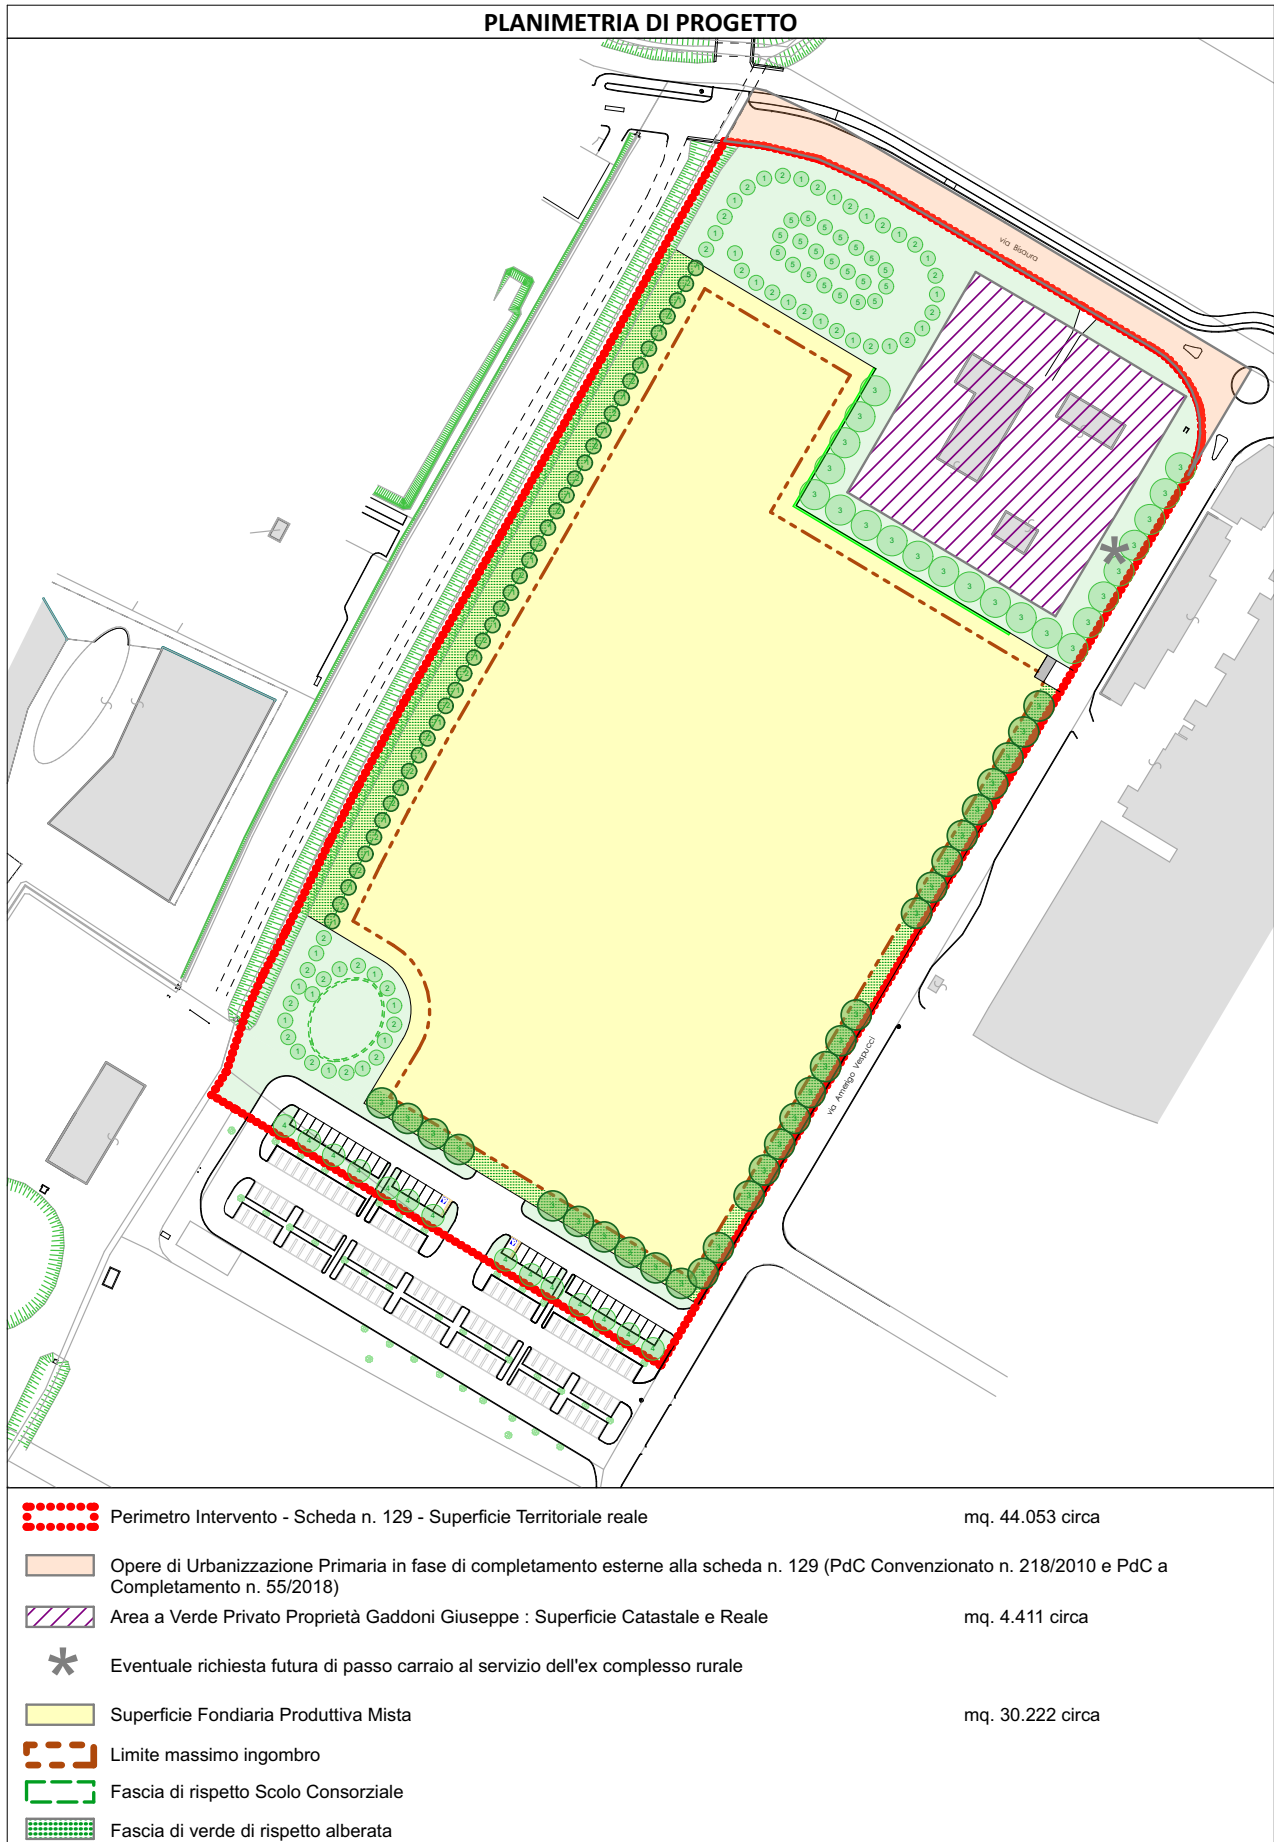 PLANIMETRIA DI PROGETTO
via Bisaura
via Amerigo Vespucci
Perimetro Intervento - Scheda n. 129 - Superficie Territoriale reale mq. 44.053 circa
Opere di Urbanizzazione Primaria in fase di completamento esterne alla scheda n. 129 (PdC Convenzionato n. 218/2010 e PdC a
Completamento n. 55/2018)
Area a Verde Privato Proprietà Gaddoni Giuseppe : Superficie Catastale e Reale mq. 4.411 circa
Eventuale richiesta futura di passo carraio al servizio dell'ex complesso rurale
Superficie Fondiaria Produttiva Mista mq. 30.222 circa
Limite massimo ingombro
Fascia di rispetto Scolo Consorziale
Fascia di verde di rispetto alberata